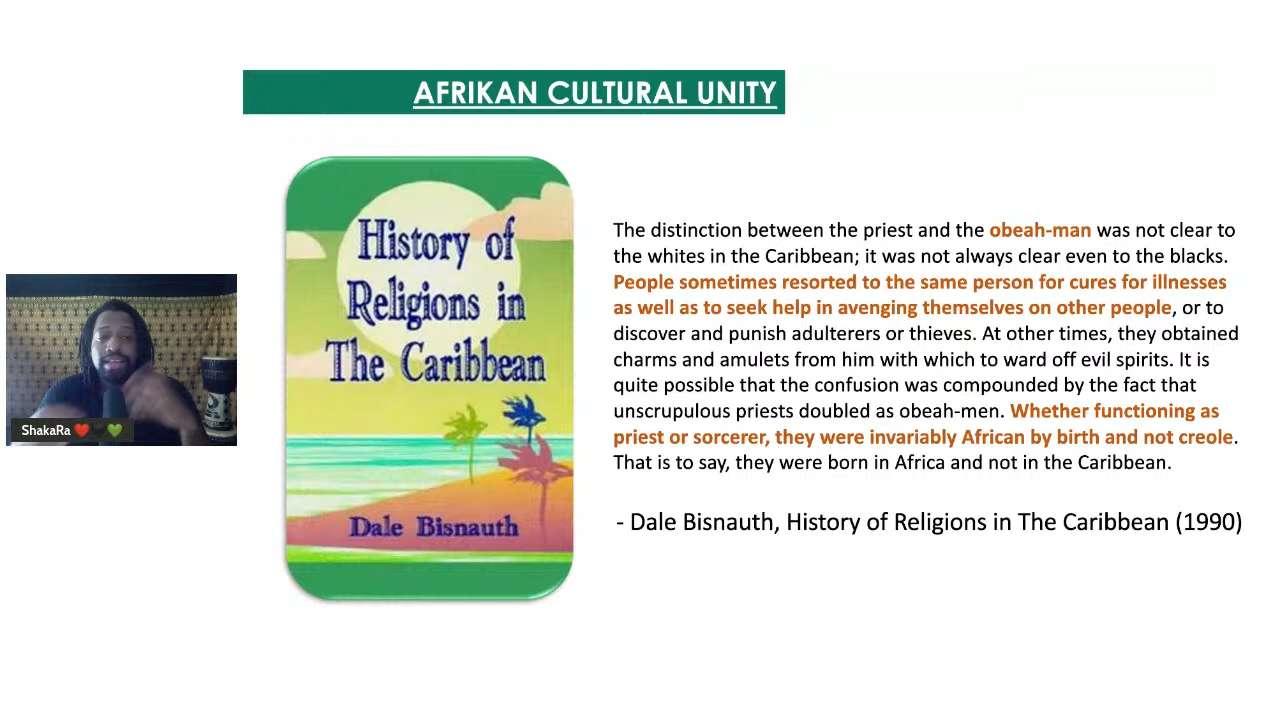 AFRIKAN CULTURAL UNITY
History of
Religions in
The Caribbean
Dale Bisnauth
The distinction between the priest and the obeah-man was not clear to
the whites in the Caribbean; it was not always clear even to the blacks.
People sometimes resorted to the same person for cures for illnesses
as well as to seek help in avenging themselves on other people, or to
discover and punish adulterers or thieves. At other times, they obtained
charms and amulets from him with which to ward off evil spirits. It is
quite possible that the confusion was compounded by the fact that
unscrupulous priests doubled as obeah-men. Whether functioning as
priest or sorcerer, they were invariably African by birth and not creole.
That is to say, they were born in Africa and not in the Caribbean.
- Dale Bisnauth, History of Religions in The Caribbean (1990)
ShakaRa ❤️🖤💚